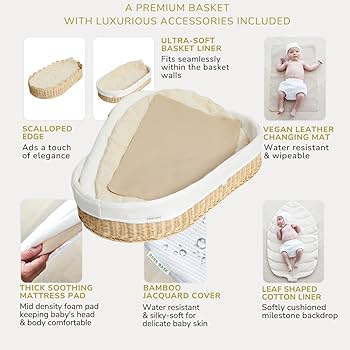 A PREMIUM BASKET
WITH LUXURIOUS ACCESSORIES INCLUDED
ULTRA-SOFT
BASKET LINER
Fits seamlessly
within the basket
walls
SCALLOPED
EDGE
Ads a touch
of elegance
VEGAN LEATHER
CHANGING MAT
Water resistant
& wipeable
THICK SOOTHING
MATTRESS PAD
Mid density foam pad
keeping baby's head
& body comfortable
BAMBOO
JACQUARD COVER
Water resistant
& silky-soft for
delicate baby skin
LEAF SHAPED
COTTON LINER
Softly cushioned
milestone backdrop